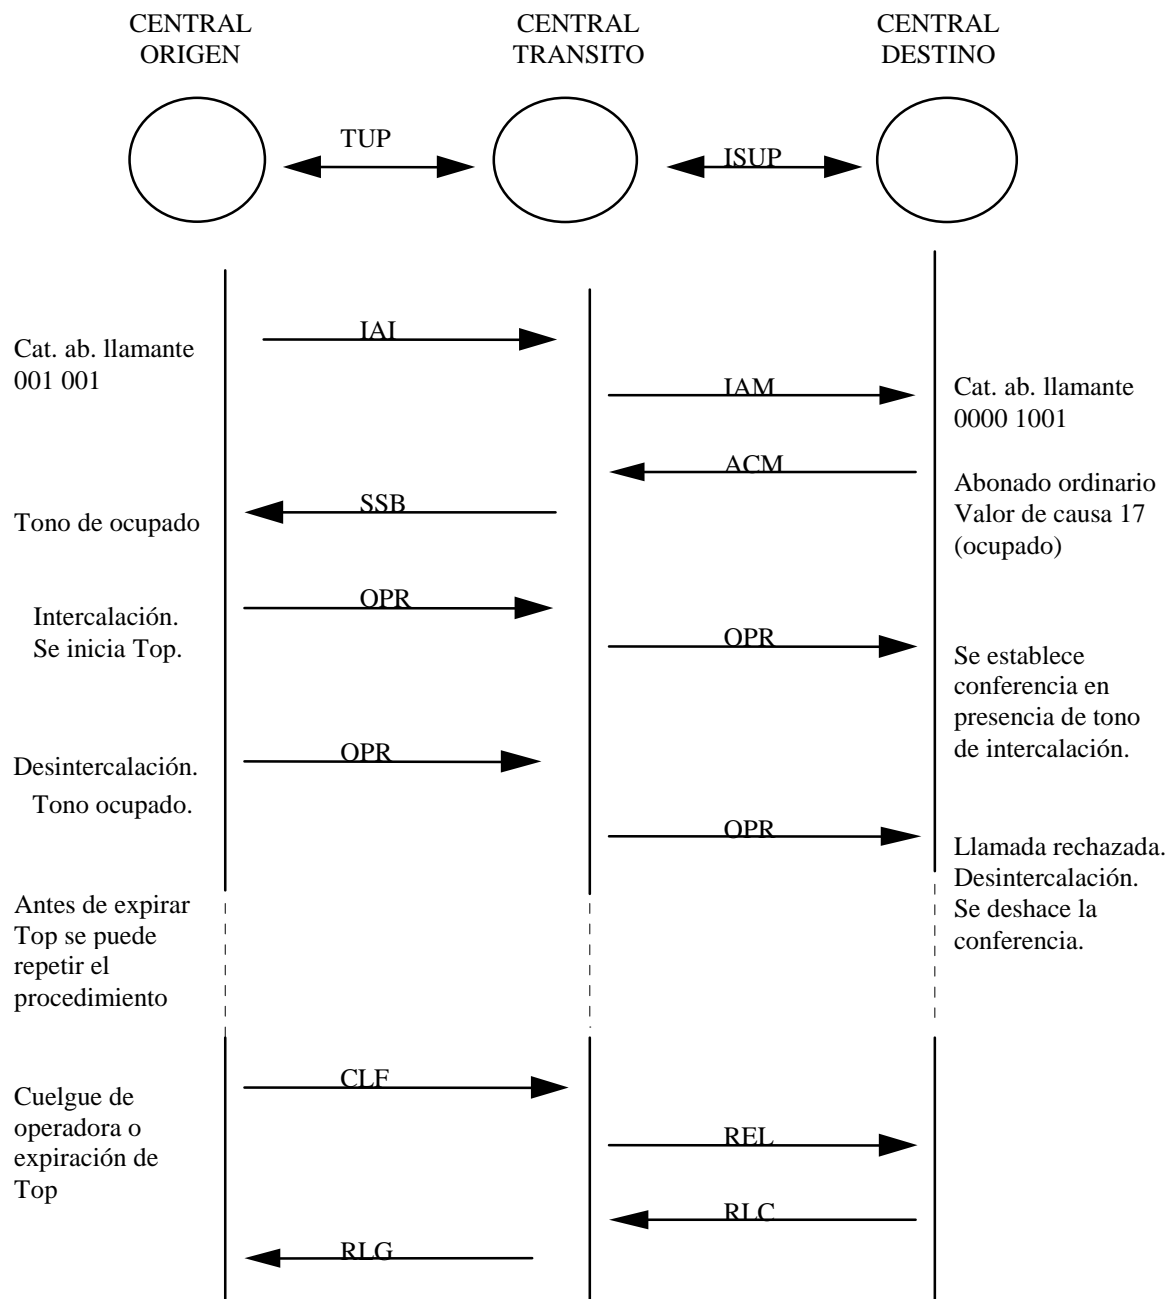 CENTRAL
ORIGEN
CENTRAL
TRANSITO
CENTRAL
DESTINO
TUP
ISUP
IAI
Cat. ab. llamante
001 001
IAM
Cat. ab. llamante
0000 1001
ACM
Abonado ordinario
Valor de causa 17
(ocupado)
SSB
Tono de ocupado
OPR
Intercalación.
Se inicia Top.
OPR
Se establece
conferencia en
presencia de tono
de intercalación.
OPR
Desintercalación.
Tono ocupado.
OPR
Llamada rechazada.
Desintercalación.
Se deshace la
conferencia.
Antes de expirar
Top se puede
repetir el
procedimiento
CLF
Cuelgue de
operadora o
expiración de
Top
REL
RLC
RLG